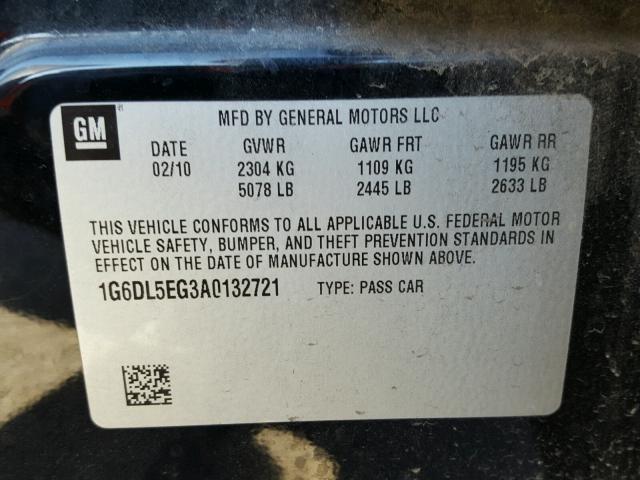 GM
MFD BY GENERAL MOTORS LLC
DATE GVWR GAWR FRT GAWR RR
02/10 2304 KG 1109 KG 1195 KG
5078 LB 2445 LB 2633 LB
THIS VEHICLE CONFORMS TO ALL APPLICABLE U.S. FEDERAL MOTOR
VEHICLE SAFETY, BUMPER, AND THEFT PREVENTION STANDARDS IN
EFFECT ON THE DATE OF MANUFACTURE SHOWN ABOVE.
1G6DL5EG3A0132721 TYPE: PASS CAR